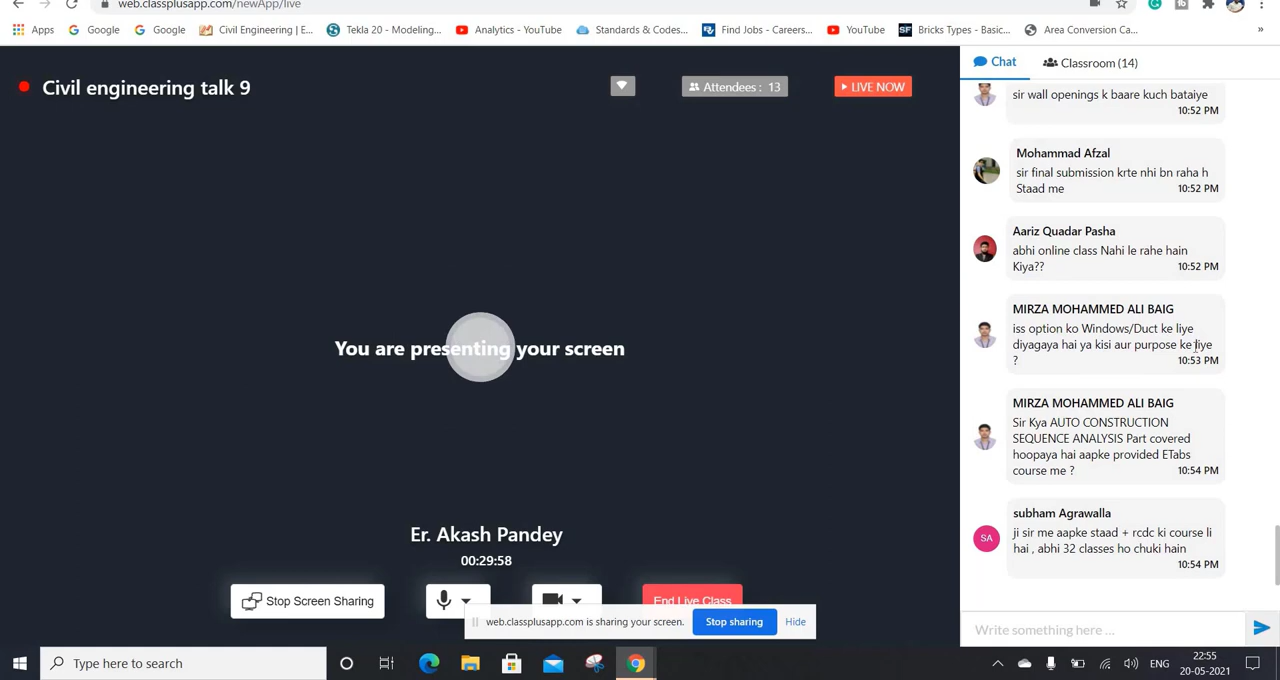 web.classplusapp.com/newApp/live
Apps
Google
Google
Civil Engineering | E...
Tekla 20 - Modeling...
Analytics - YouTube
Standards & Codes...
Find Jobs - Careers...
YouTube
Bricks Types - Basic...
Area Conversion Ca...
»
Civil engineering talk 9
Attendees : 13
LIVE NOW
You are presenting your screen
Er. Akash Pandey
00:29:58
Stop Screen Sharing
End Live Class
web.classplusapp.com is sharing your screen.
Stop sharing
Hide
Chat
Classroom (14)
sir wall openings k baare kuch bataiye
10:52 PM
Mohammad Afzal
sir final submission krte nhi bn raha h
Staad me
10:52 PM
Aariz Quadar Pasha
abhi online class Nahi le rahe hain
Kiya??
10:52 PM
MIRZA MOHAMMED ALI BAIG
iss option ko Windows/Duct ke liye
diyagaya hai ya kisi aur purpose ke liye
?
10:53 PM
MIRZA MOHAMMED ALI BAIG
Sir Kya AUTO CONSTRUCTION
SEQUENCE ANALYSIS Part covered
hoopaya hai aapke provided ETabs
course me ?
10:54 PM
SA
subham Agrawalla
ji sir me aapke staad + rcdc ki course li
hai , abhi 32 classes ho chuki hain
10:54 PM
Write something here ...
Type here to search
ENG
22:55
20-05-2021